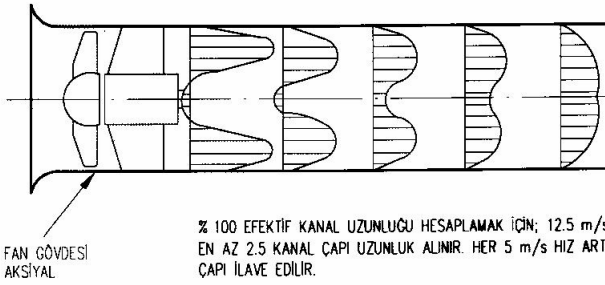 % 100 EFEKTİF KANAL UZUNLUĞU HESAPLAMAK İÇİN; 12.5 m/s
EN AZ 2.5 KANAL ÇAPI UZUNLUK ALINIR. HER 5 m/s HIZ ART
ÇAPI İLAVE EDİLİR.
FAN GÖVDESİ
AKSİYAL